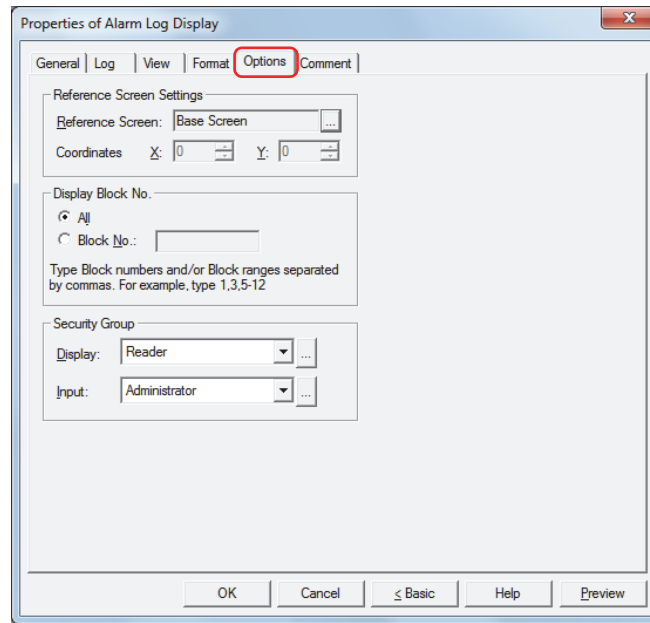 Properties of Alarm Log Display
X
General Log View Format Options Comment
Reference Screen Settings
Reference Screen: Base Screen ...
Coordinates X: 0 Y: 0
Display Block No.
All
Block No.:
Type Block numbers and/or Block ranges separated
by commas. For example, type 1,3,5-12
Security Group
Display: Reader ...
Input: Administrator ...
OK Cancel < Basic Help Preview